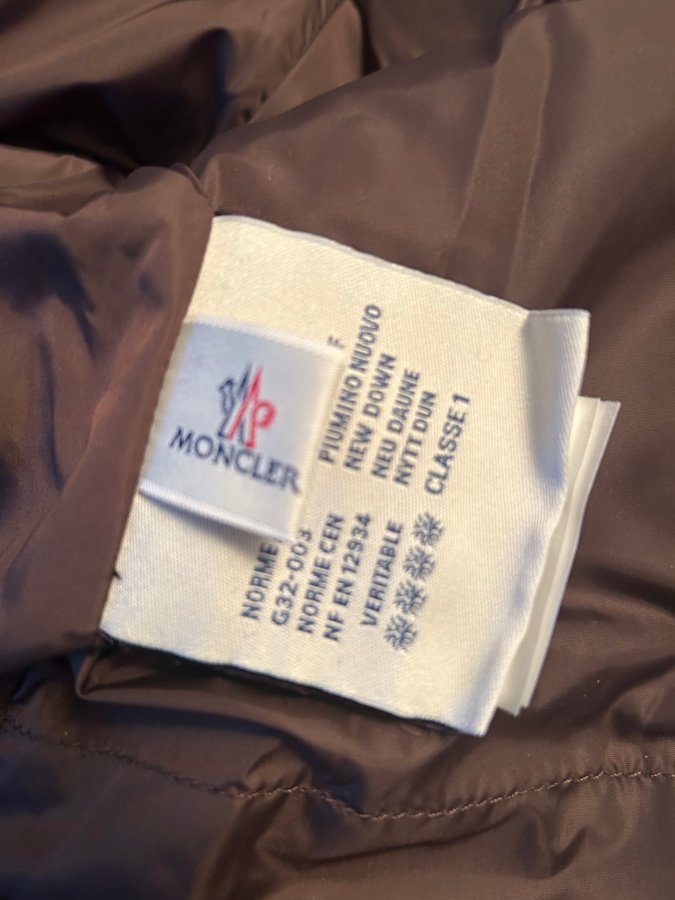 MONCLER
F
PIUMINO NUOVO
NEW DOWN
NEU DAUNE
NYTT DUN
CLASSE 1
NORME
G32-003
NORME CEN
NF EN 12934
VERITABLE